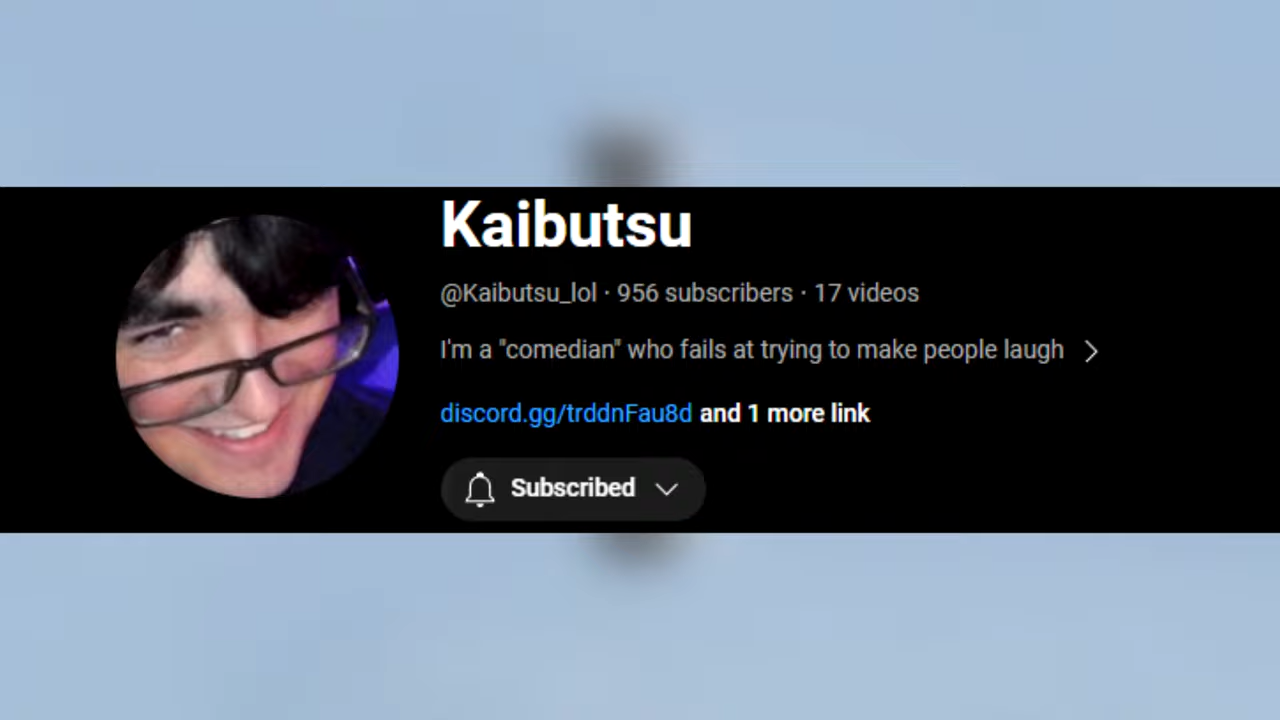 Kaibutsu
@Kaibutsu_lol · 956 subscribers · 17 videos
I'm a "comedian" who fails at trying to make people laugh
discord.gg/trddnFau8d and 1 more link
Subscribed